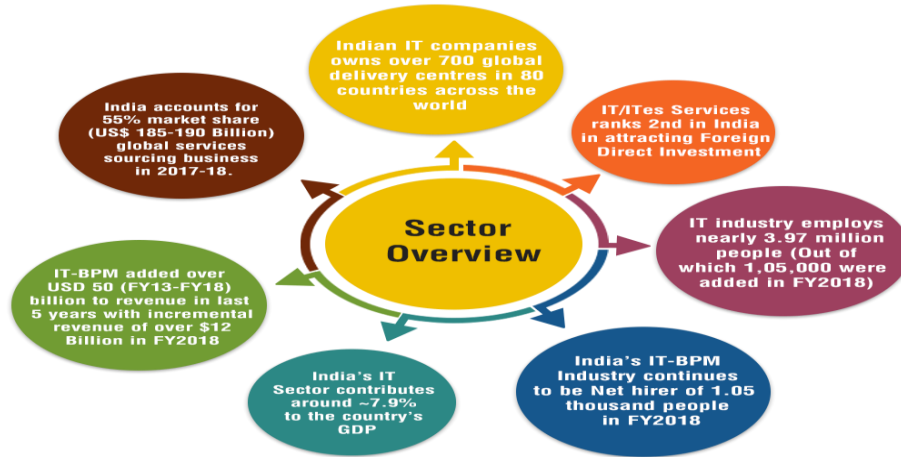 Indian IT companies
owns over 700 global
delivery centres in 80
countries across the
world
India accounts for
55% market share
(US$ 185-190 Billion)
global services
sourcing business
in 2017-18.
IT/ITes Services
ranks 2nd in India
in attracting Foreign
Direct Investment
Sector
Overview
IT industry employs
nearly 3.97 million
people (Out of
which 1,05,000 were
added in FY2018)
IT-BPM added over
USD 50 (FY13-FY18)
billion to revenue in last
5 years with incremental
revenue of over $12
Billion in FY2018
India's IT
Sector contributes
around ~7.9%
to the country's
GDP
India's IT-BPM
Industry continues
to be Net hirer of 1.05
thousand people
in FY2018